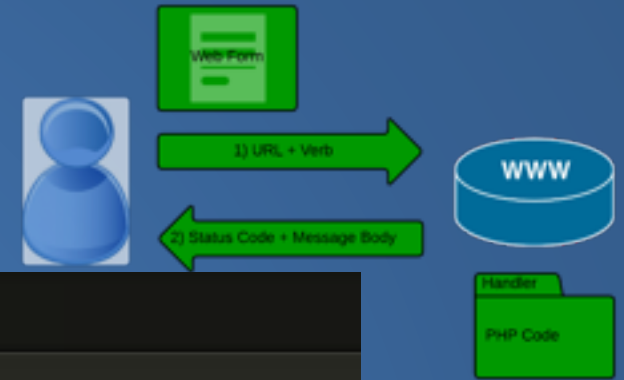 Web Form
1) URL + Verb
WWW
2) Status Code + Message Body
Handler
PHP Code